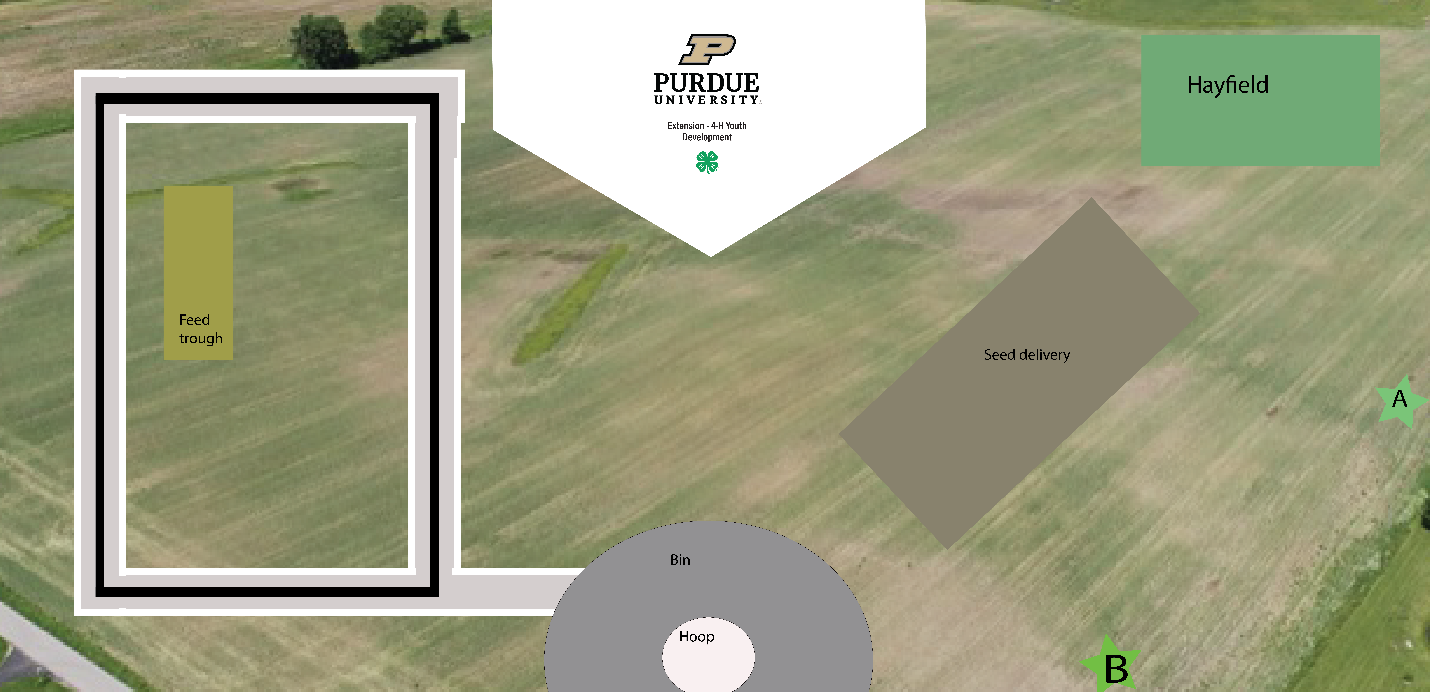 P
PURDUE
UNIVERSITY.
Extension - 4-H Youth
Development
Hayfield
Feed
trough
Seed delivery
A
Bin
Hoop
B